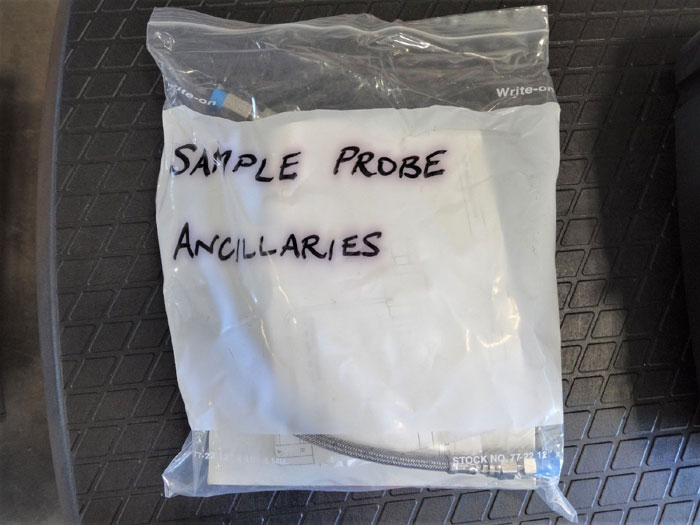 Write-on
Write-on
SAMPLE PROBE
ANCILLARIES
STOCK NO. 77-22 12"